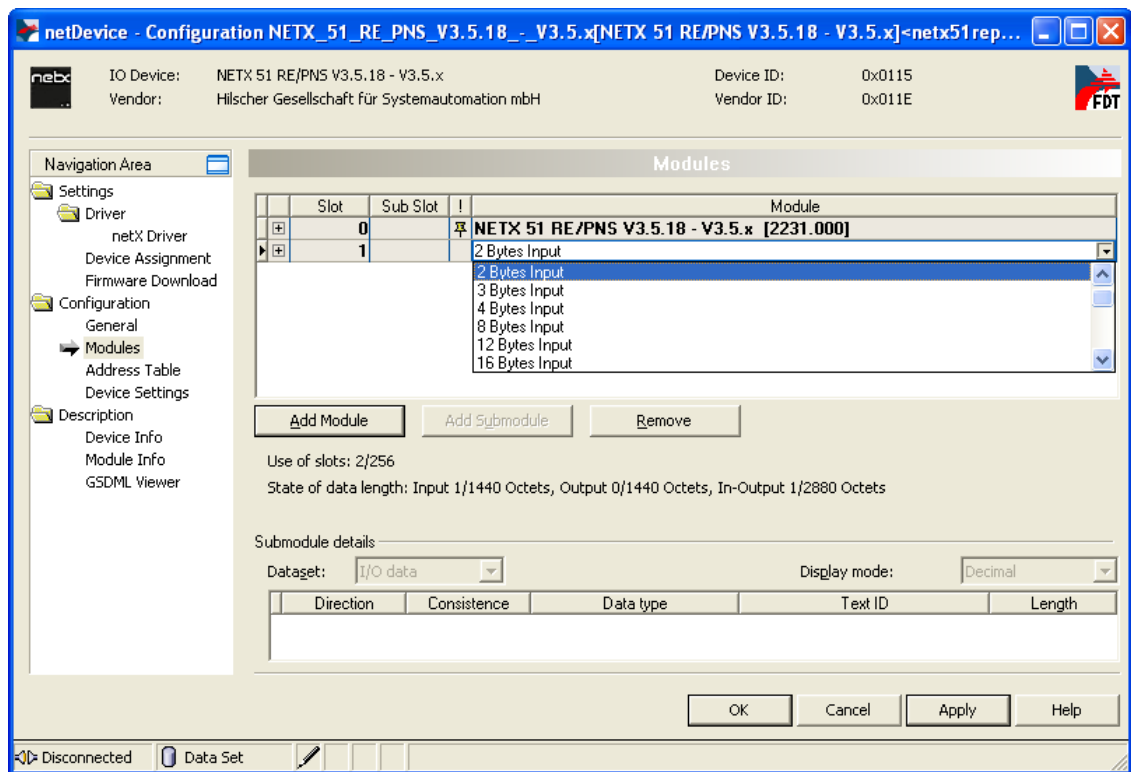 netDevice - Configuration NETX_51_RE_PNS_V3.5.18_-_V3.5.x[NETX 51 RE/PNS V3.5.18 - V3.5.x]<netx51rep...
netx
IO Device: NETX 51 RE/PNS V3.5.18 - V3.5.x Device ID: 0x0115
Vendor: Hilscher Gesellschaft für Systemautomation mbH Vendor ID: 0x011E
FDT
Navigation Area
Settings
Driver
netX Driver
Device Assignment
Firmware Download
Configuration
General
Modules
Address Table
Device Settings
Description
Device Info
Module Info
GSDML Viewer
Modules
Slot Sub Slot ! Module
0 NETX 51 RE/PNS V3.5.18 - V3.5.x [2231.000]
1 2 Bytes Input
2 Bytes Input
3 Bytes Input
4 Bytes Input
8 Bytes Input
12 Bytes Input
16 Bytes Input
Add Module Add Submodule Remove
Use of slots: 2/256
State of data length: Input 1/1440 Octets, Output 0/1440 Octets, In-Output 1/2880 Octets
Submodule details
Dataset: I/O data Display mode: Decimal
Direction Consistence Data type Text ID Length
OK Cancel Apply Help
Disconnected Data Set